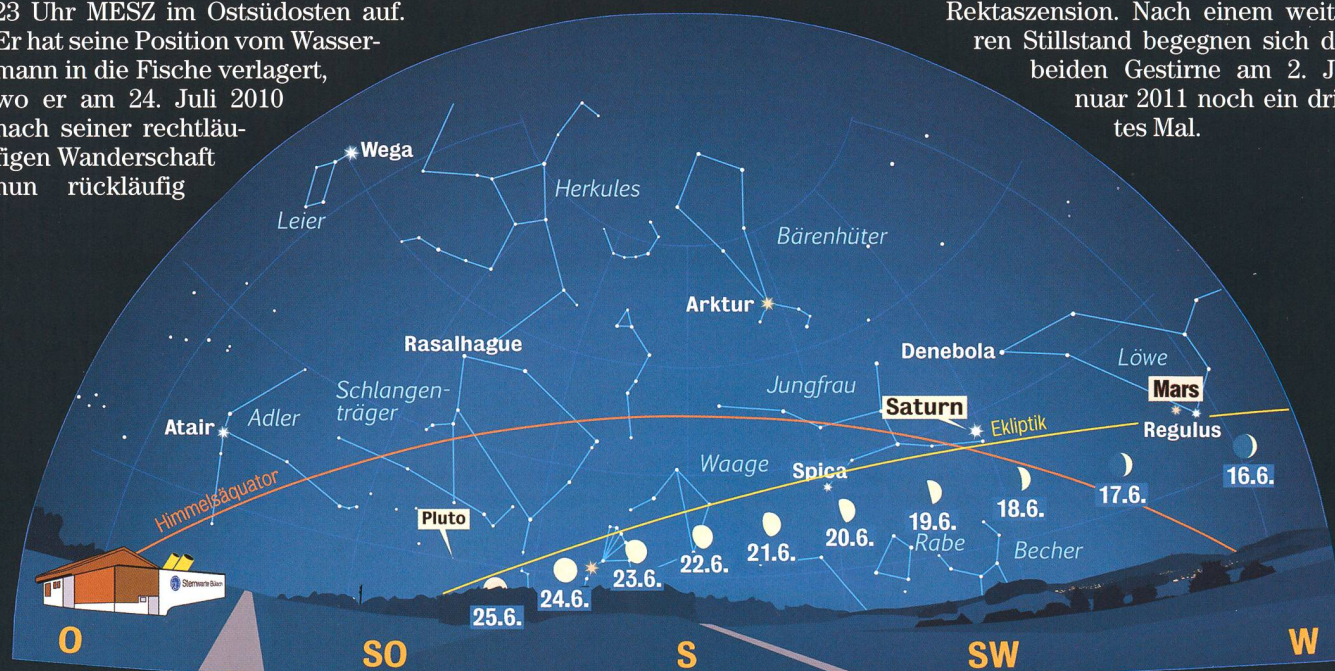 23 Uhr MESZ im Ostsüdosten auf.
Er hat seine Position vom Wasser-
mann in die Fische verlagert,
wo er am 24. Juli 2010
nach seiner rechtläu-
figen Wanderschaft
nun rückläufig
Rektaszension. Nach einem weit
ren Stillstand begegnen sich d
beiden Gestirne am 2. J
nuar 2011 noch ein dri
tes Mal.
Wega
Leier
Herkules
Bärenhüter
Arktur
Rasalhague
Denebola
Löwe
Schlangen-
träger
Jungfrau
Mars
Adler
Saturn
Atair
Regulus
Ekliptik
Waage
Spica
Himmelsäquator
Pluto
16.6.
17.6.
18.6.
19.6.
20.6.
21.6.
22.6.
23.6.
24.6.
25.6.
Rabe
Becher
Sternwarte Bülach
O
SO
S
SW
W